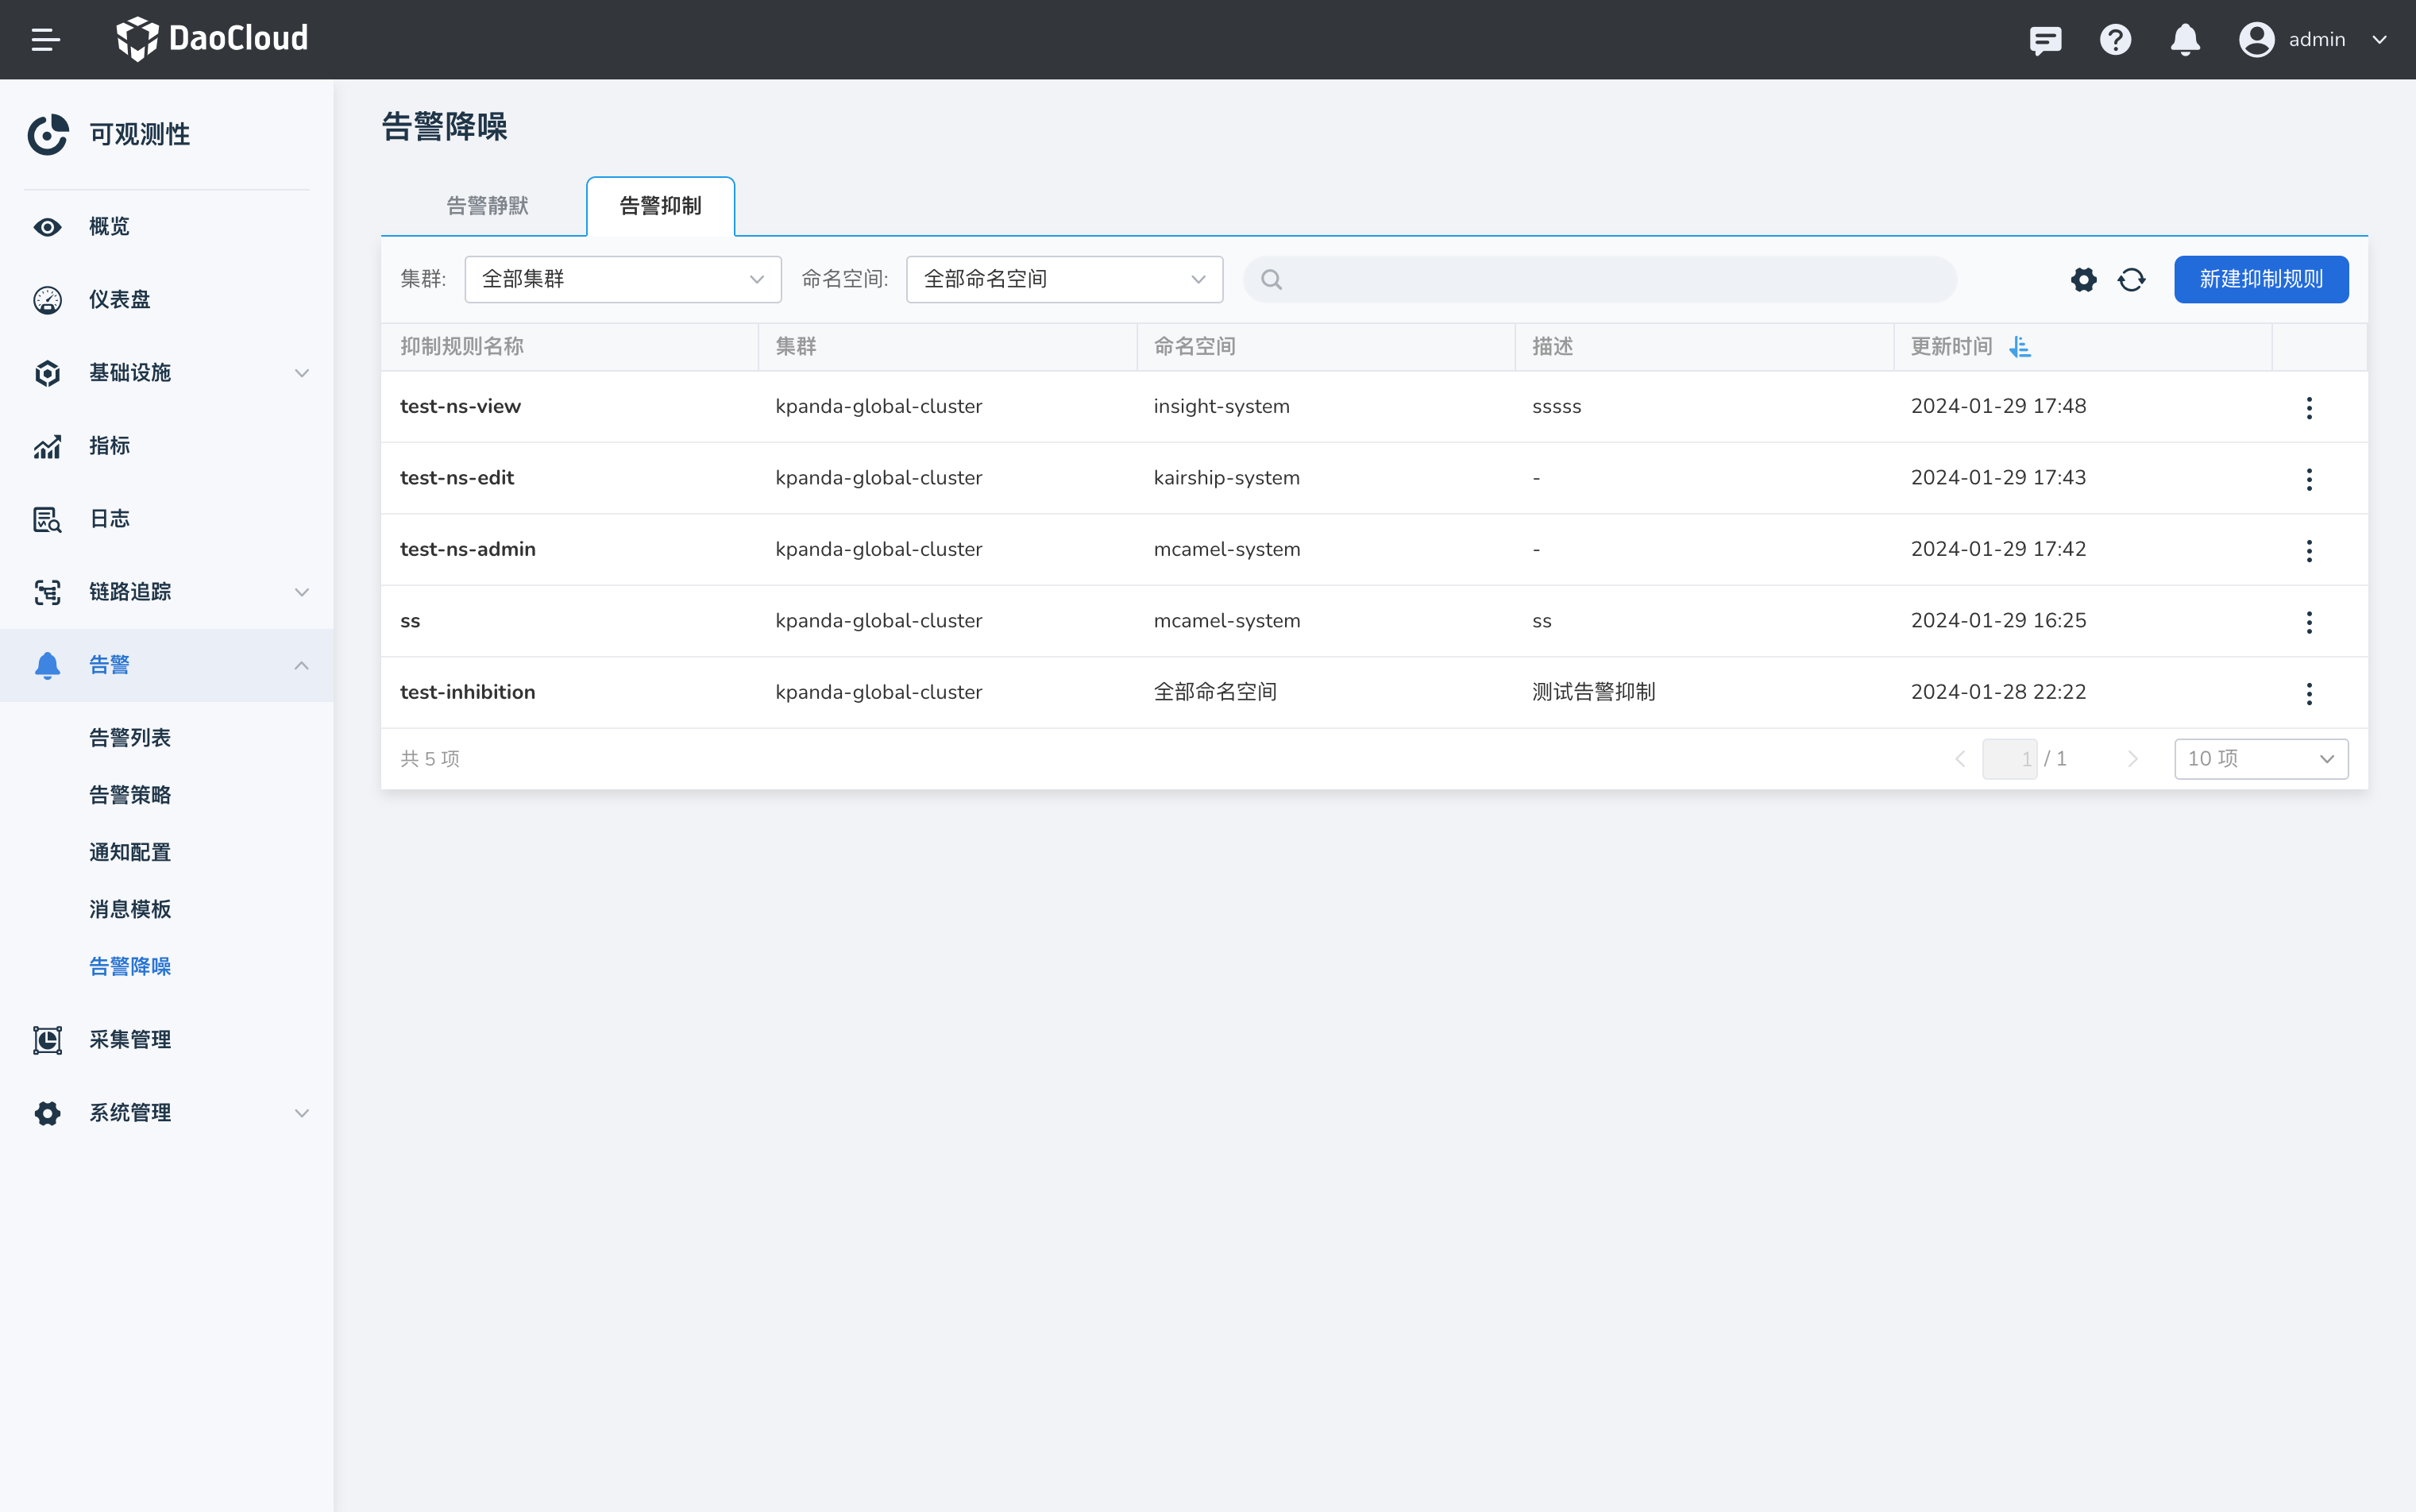 DaoCloud
admin
可观测性
概览
仪表盘
基础设施
指标
日志
链路追踪
告警
告警列表
告警策略
通知配置
消息模板
告警降噪
采集管理
系统管理
告警降噪
告警静默 告警抑制
集群: 全部集群 命名空间: 全部命名空间 新建抑制规则
抑制规则名称 集群 命名空间 描述 更新时间
test-ns-view kpanda-global-cluster insight-system sssss 2024-01-29 17:48
test-ns-edit kpanda-global-cluster kairship-system - 2024-01-29 17:43
test-ns-admin kpanda-global-cluster mcamel-system - 2024-01-29 17:42
ss kpanda-global-cluster mcamel-system ss 2024-01-29 16:25
test-inhibition kpanda-global-cluster 全部命名空间 测试告警抑制 2024-01-28 22:22
共 5 项 1 / 1 10 项